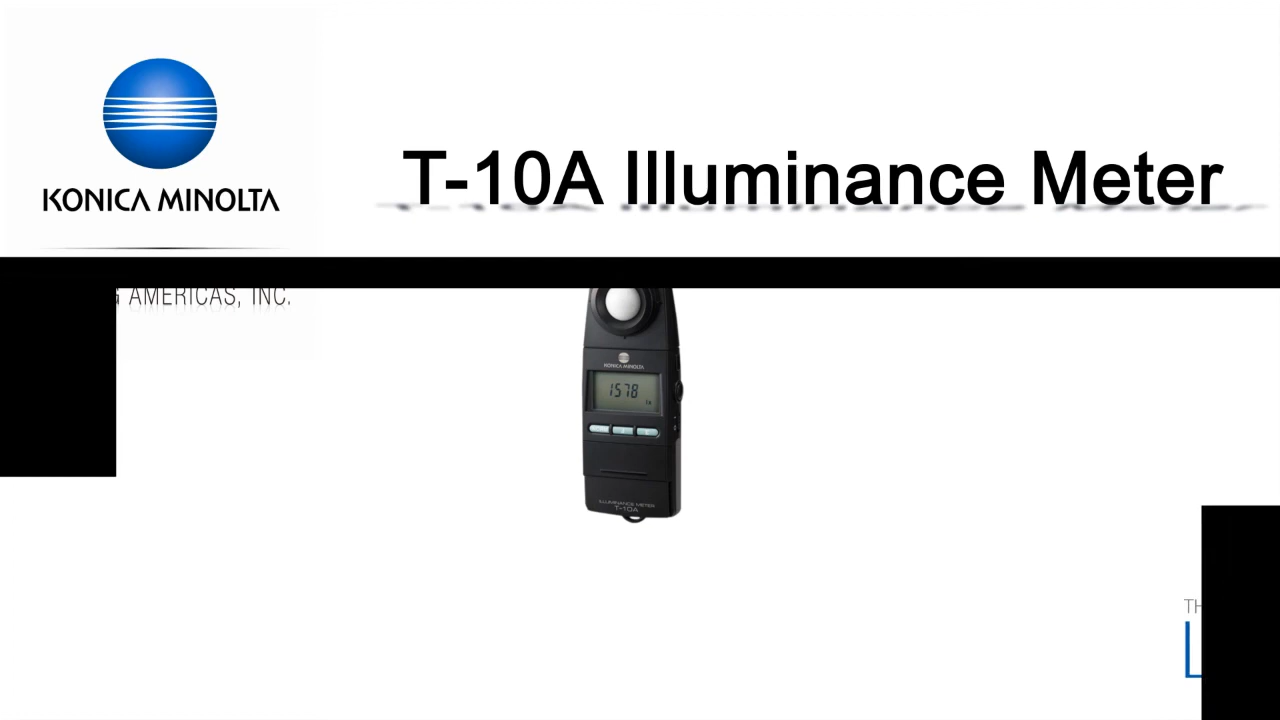 KONICA MINOLTA
T-10A Illuminance Meter
AMERICAS, INC.
KONICA MINOLTA
1578
lx
ILLUMINANCE METER
T-10A